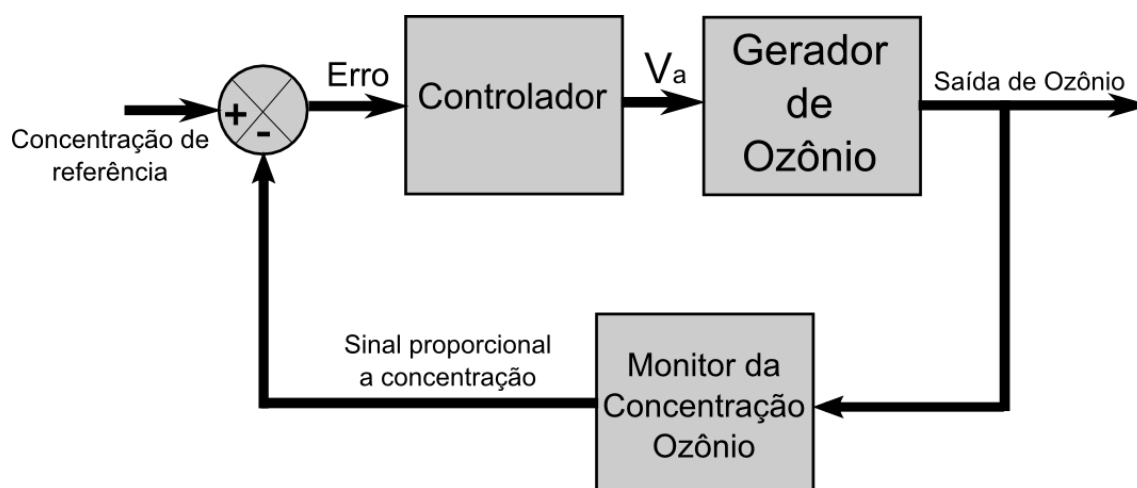 Concentração de
referência
+
-
Erro
Controlador
Va
Gerador
de
Ozônio
Saída de Ozônio
Sinal proporcional
a concentração
Monitor da
Concentração
Ozônio